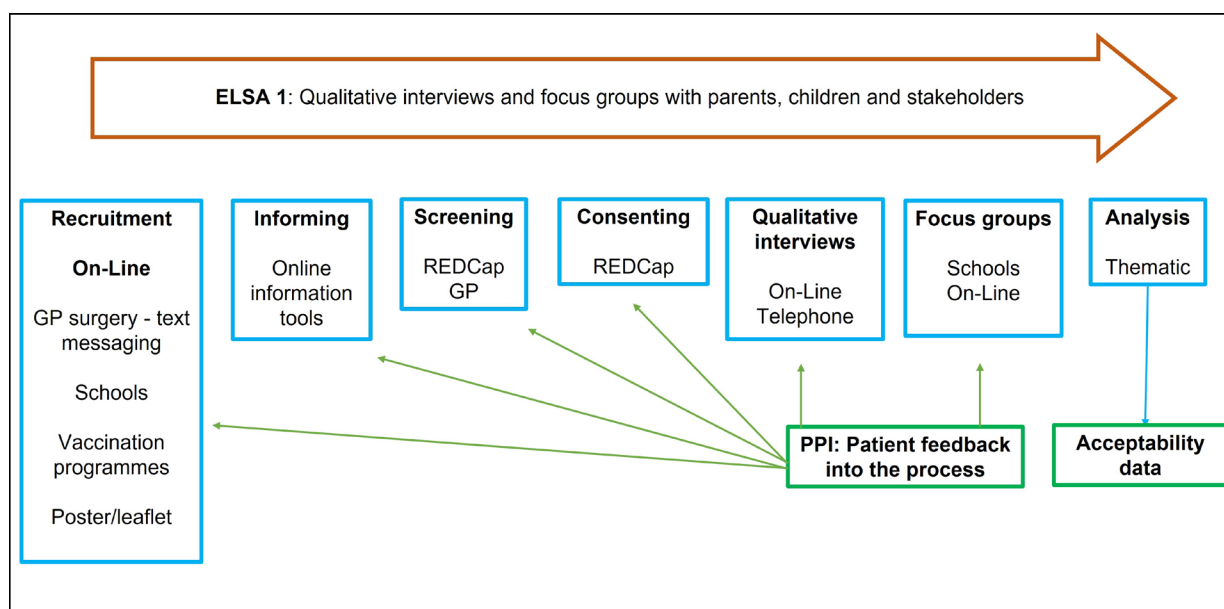 ELSA 1: Qualitative interviews and focus groups with parents, children and stakeholders
Recruitment
On-Line
GP surgery - text
messaging
Schools
Vaccination
programmes
Poster/leaflet
Informing
Online
information
tools
Screening
REDCap
GP
Consenting
REDCap
Qualitative
interviews
On-Line
Telephone
Focus groups
Schools
On-Line
Analysis
Thematic
PPI: Patient feedback
into the process
Acceptability
data